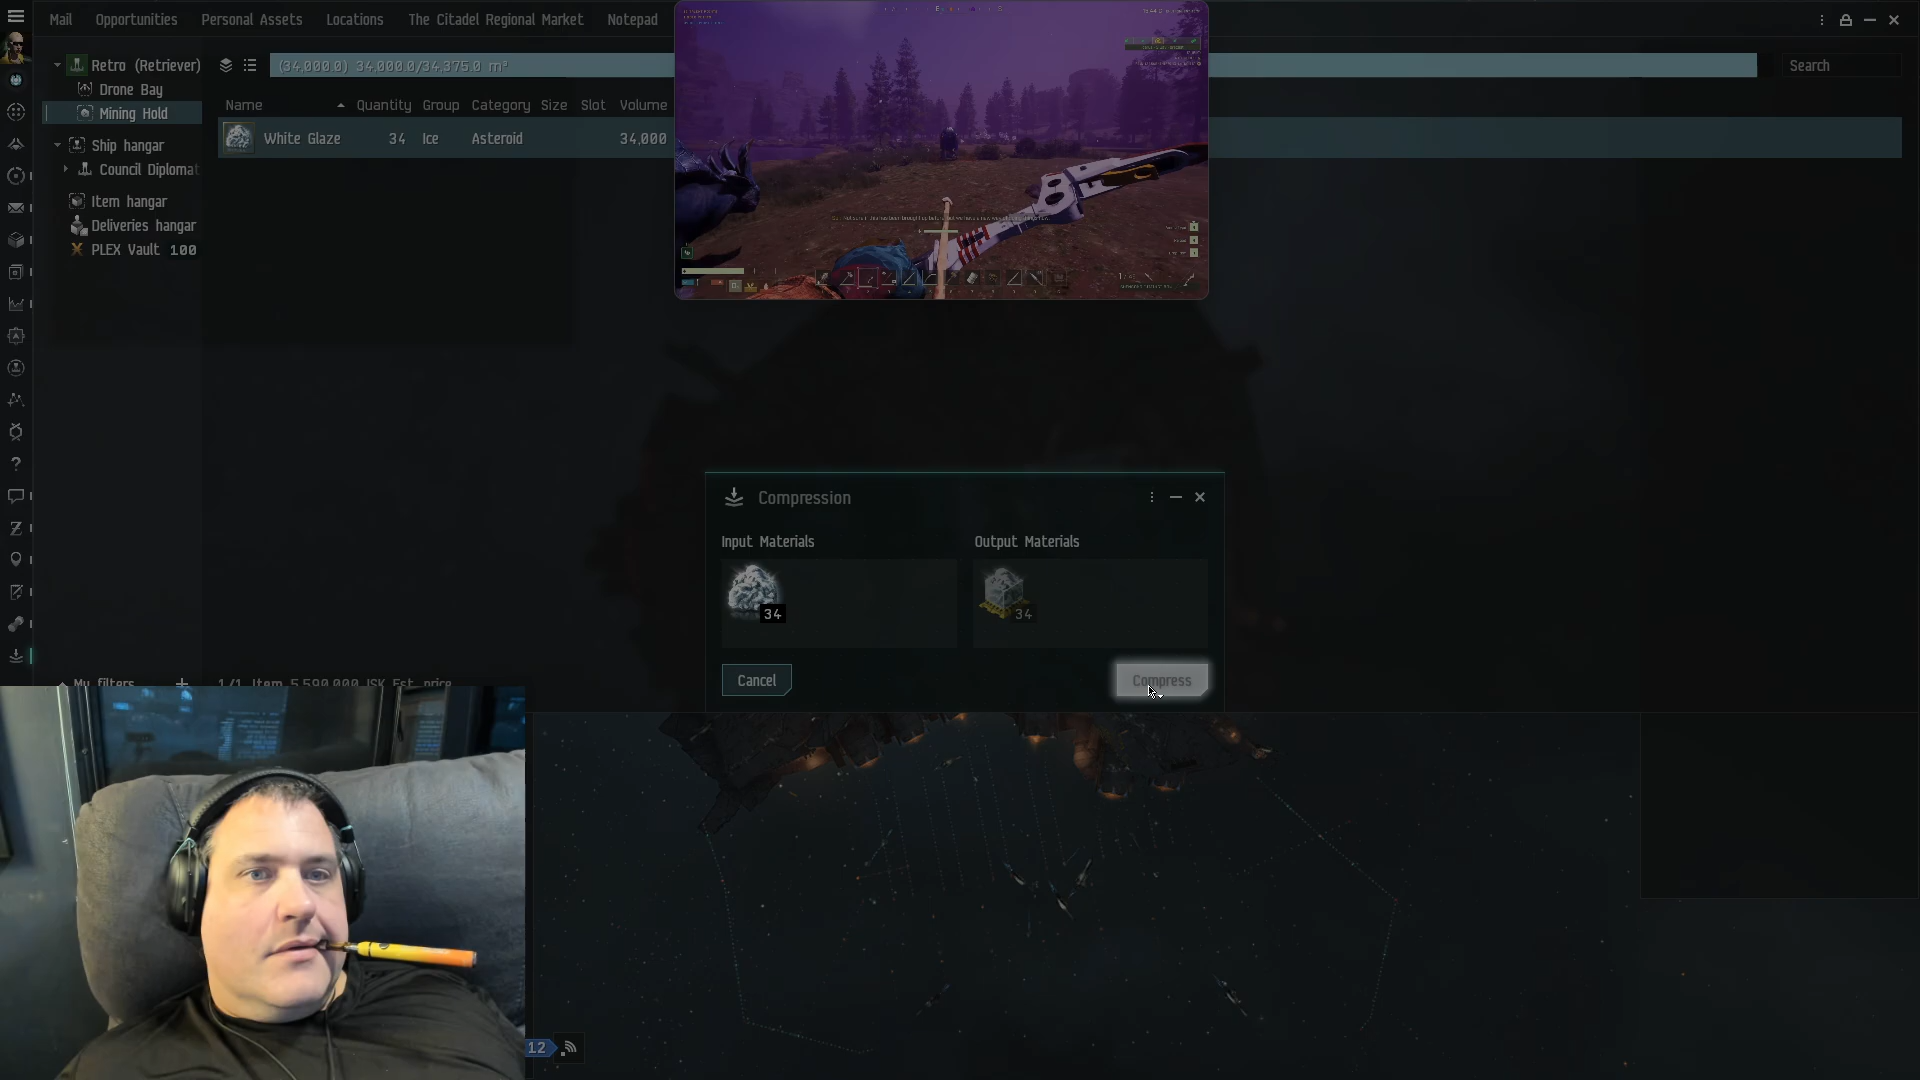 Mail Opportunities Personal Assets Locations The Citadel Regional Market Notepad
Retro (Retriever)
(34,000.0) 34,000.0/34,375.0 m³
Search
Drone Bay
Mining Hold
Name Quantity Group Category Size Slot Volume
White Glaze 34 Ice Asteroid 34,000
Ship hangar
Council Diplomat
Item hangar
Deliveries hangar
PLEX Vault 100
Compression
Input Materials
Output Materials
34
34
Cancel
Compress
My filters
1/1 Item 5,590,000 ISK Est. price
12